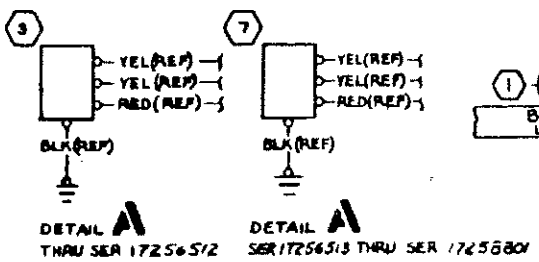 3
YEL(REF)
YEL(REF)
RED(REF)
BLK(REF)
DETAIL A
THRU SER 17256512
7
YEL(REF)
YEL(REF)
RED(REF)
BLK(REF)
DETAIL A
SER 17256513 THRU SER 17258801
1